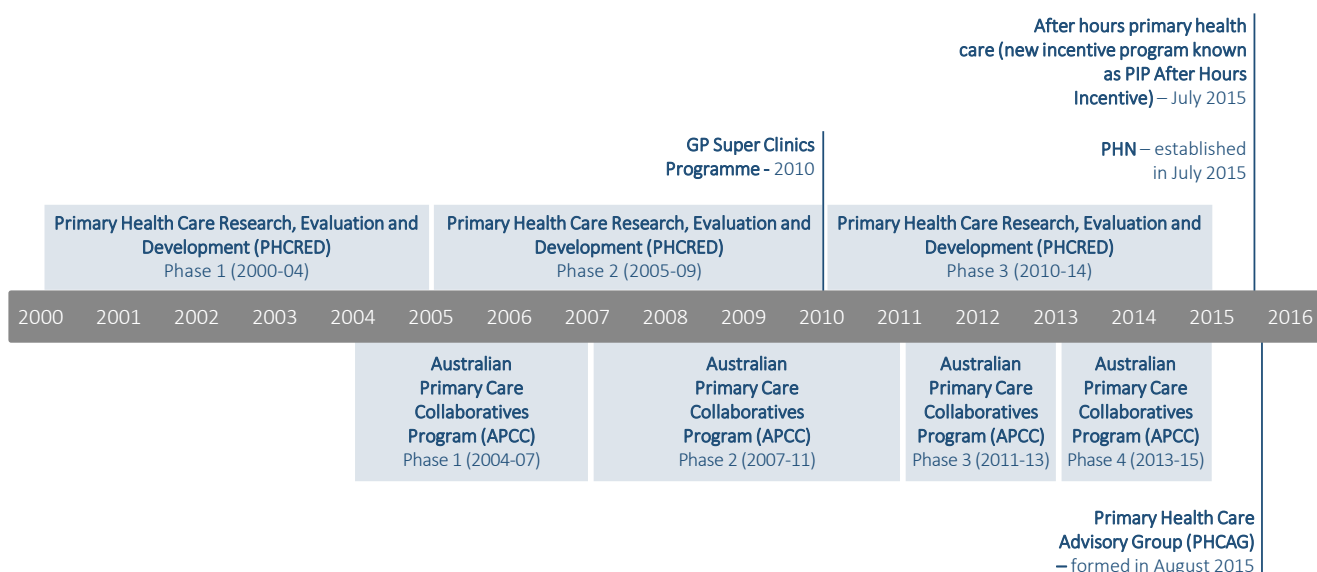 After hours primary health
care (new incentive program known
as PIP After Hours
Incentive) – July 2015
GP Super Clinics
Programme - 2010
PHN – established
in July 2015
Primary Health Care Research, Evaluation and
Development (PHCRED)
Phase 1 (2000-04)
Primary Health Care Research, Evaluation and
Development (PHCRED)
Phase 2 (2005-09)
Primary Health Care Research, Evaluation and
Development (PHCRED)
Phase 3 (2010-14)
2000 2001 2002 2003 2004 2005 2006 2007 2008 2009 2010 2011 2012 2013 2014 2015 2016
Australian
Primary Care
Collaboratives
Program (APCC)
Phase 1 (2004-07)
Australian
Primary Care
Collaboratives
Program (APCC)
Phase 2 (2007-11)
Australian
Primary Care
Collaboratives
Program (APCC)
Phase 3 (2011-13)
Australian
Primary Care
Collaboratives
Program (APCC)
Phase 4 (2013-15)
Primary Health Care
Advisory Group (PHCAG)
– formed in August 2015